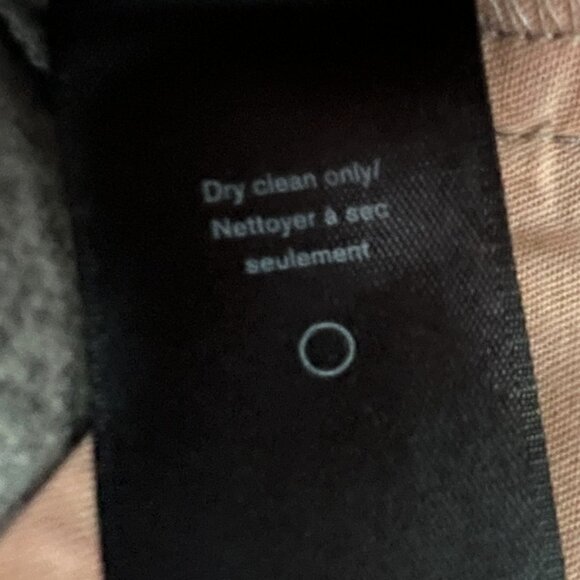 Dry clean only/
Nettoyer à sec
seulement